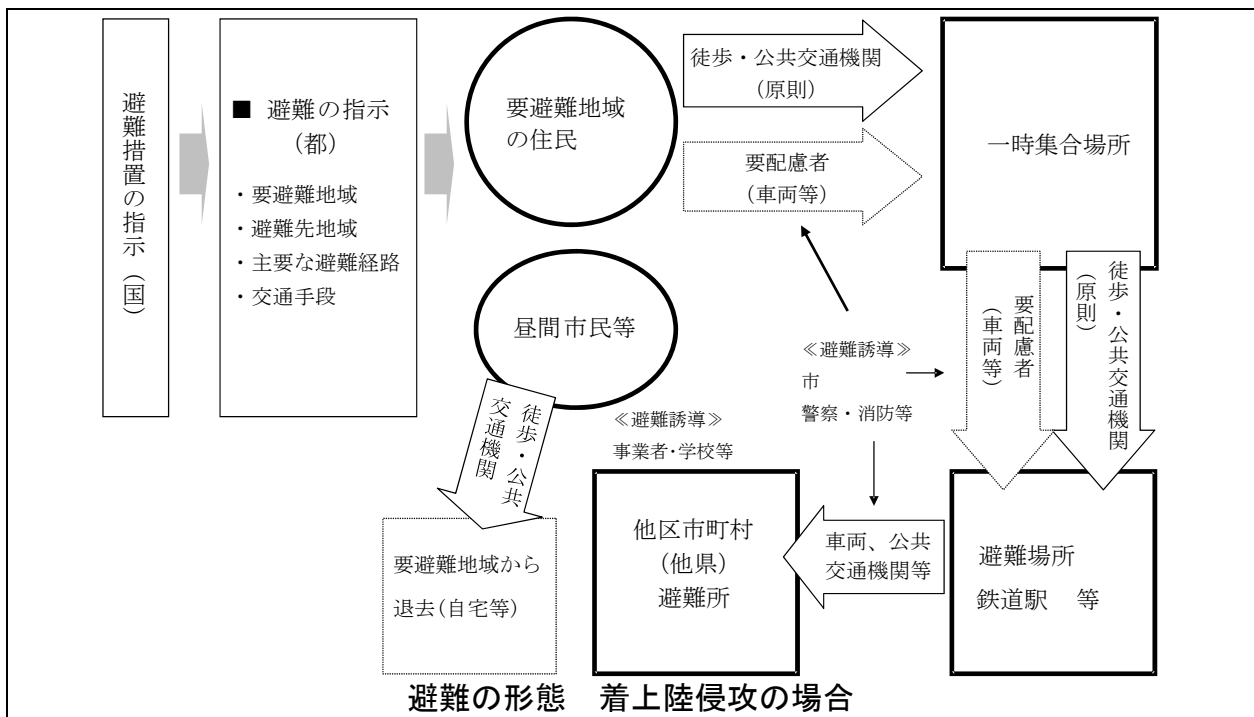 避難措置の指示（国）
■ 避難の指示
（都）
・要避難地域
・避難先地域
・主要な避難経路
・交通手段
要避難地域
の住民
徒歩・公共交通機関
（原則）
要配慮者
（車両等）
一時集合場所
昼間市民等
徒歩・公共
交通機関
≪避難誘導≫
事業者・学校等
≪避難誘導≫
市
警察・消防等
要配慮者
（車両等）
徒歩・公共交通機関
（原則）
要避難地域から
退去（自宅等）
他区市町村
（他県）
避難所
車両、公共
交通機関等
避難場所
鉄道駅　等
避難の形態　着上陸侵攻の場合